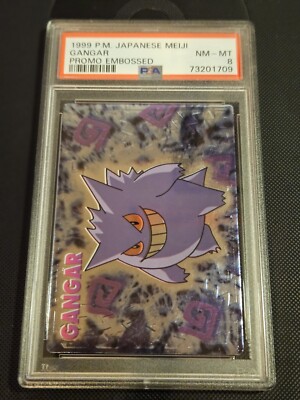 1999 P.M. JAPANESE MEIJI
GANGAR
PROMO EMBOSSED
NM-MT
8
PSA
73201709
GANGAR